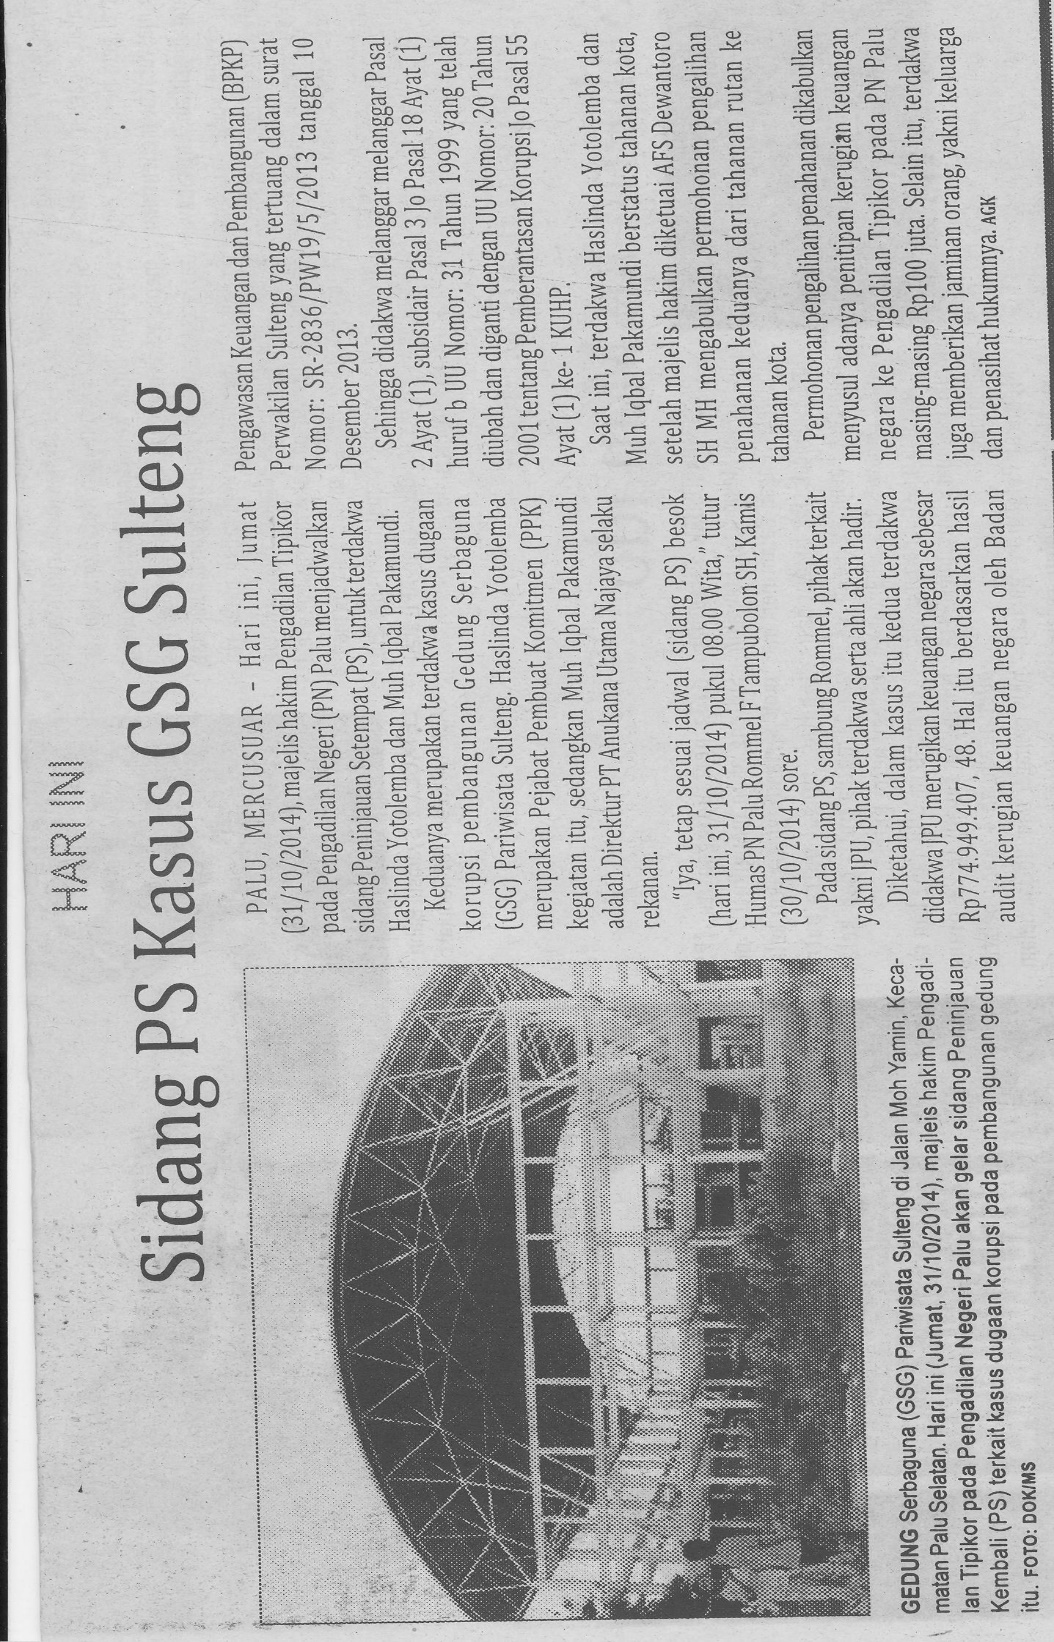 HARI INI
Sidang PS Kasus GSG Sulteng
GEDUNG Serbaguna (GSG) Pariwisata Sulteng di Jalan Moh Yamin, Keca-
matan Palu Selatan. Hari ini (Jumat, 31/10/2014), majleis hakim Pengadi-
lan Tipikor pada Pengadilan Negeri Palu akan gelar sidang Peninjauan
Kembali (PS) terkait kasus dugaan korupsi pada pembangunan gedung
itu. FOTO: DOK/MS
PALU, MERCUSUAR – Hari ini, Jumat
(31/10/2014), majelis hakim Pengadilan Tipikor
pada Pengadilan Negeri (PN) Palu menjadwalkan
sidang Peninjauan Setempat (PS), untuk terdakwa
Haslinda Yotolemba dan Muh Iqbal Pakamundi.
Keduanya merupakan terdakwa kasus dugaan
korupsi pembangunan Gedung Serbaguna
(GSG) Pariwisata Sulteng. Haslinda Yotolemba
merupakan Pejabat Pembuat Komitmen (PPK)
kegiatan itu, sedangkan Muh Iqbal Pakamundi
adalah Direktur PT Anukana Utama Najaya selaku
rekanan.
“Iya, tetap sesuai jadwal (sidang PS) besok
(hari ini, 31/10/2014) pukul 08.00 Wita,” tutur
Humas PN Palu Rommel F Tampubolon SH, Kamis
(30/10/2014) sore.
Pada sidang PS, sambung Rommel, pihak terkait
yakni JPU, pihak terdakwa serta ahli akan hadir.
Diketahui, dalam kasus itu kedua terdakwa
didakwa JPU merugikan keuangan negara sebesar
Rp774.949.407, 48. Hal itu berdasarkan hasil
audit kerugian keuangan negara oleh Badan
Pengawasan Keuangan dan Pembangunan (BPKP)
Perwakilan Sulteng yang tertuang dalam surat
Nomor: SR-2836/PW19/5/2013 tanggal 10
Desember 2013.
Sehingga didakwa melanggar melanggar Pasal
2 Ayat (1), subsidair Pasal 3 Jo Pasal 18 Ayat (1)
huruf b UU Nomor: 31 Tahun 1999 yang telah
diubah dan diganti dengan UU Nomor: 20 Tahun
2001 tentang Pemberantasan Korupsi Jo Pasal 55
Ayat (1) ke- 1 KUHP.
Saat ini, terdakwa Haslinda Yotolemba dan
Muh Iqbal Pakamundi berstatus tahanan kota,
setelah majelis hakim diketuai AFS Dewantoro
SH MH mengabulkan permohonan pengalihan
penahanan keduanya dari tahanan rutan ke
tahanan kota.
Permohonan pengalihan penahanan dikabulkan
menyusul adanya penitipan kerugian keuangan
negara ke Pengadilan Tipikor pada PN Palu
masing-masing Rp100 juta. Selain itu, terdakwa
juga memberikan jaminan orang, yakni keluarga
dan penasihat hukumnya. AGK